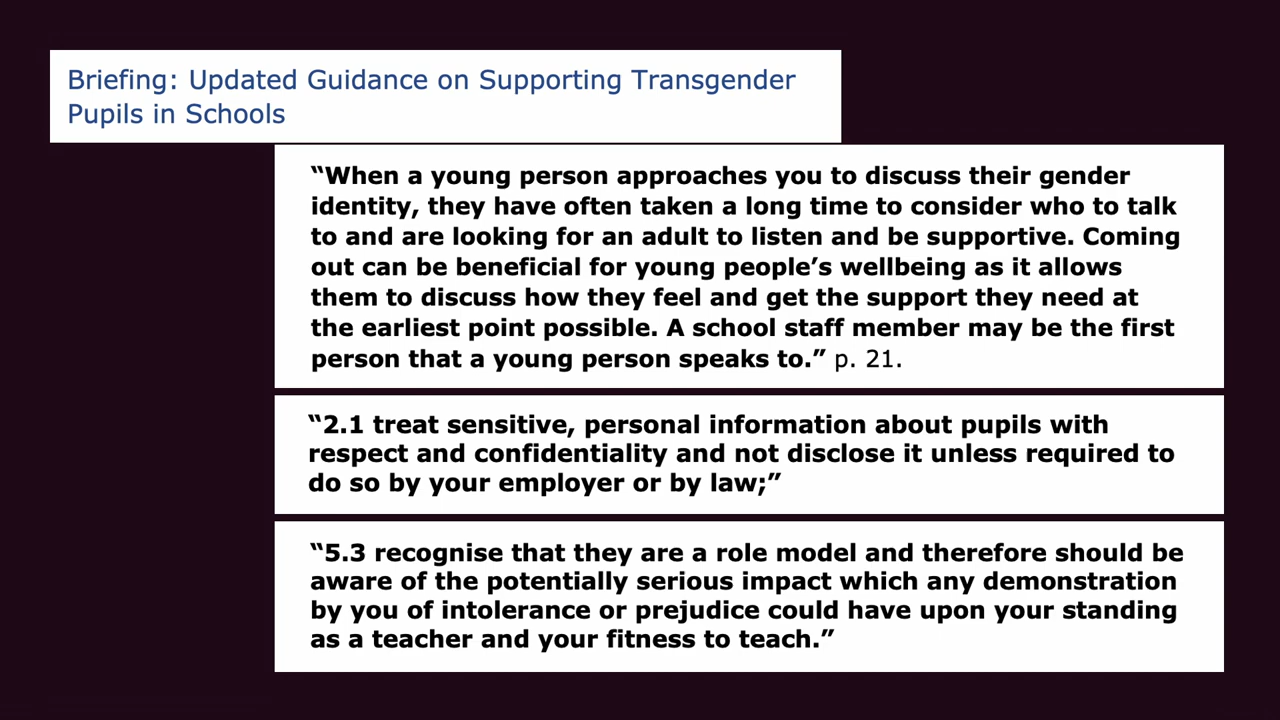 Briefing: Updated Guidance on Supporting Transgender
Pupils in Schools
“When a young person approaches you to discuss their gender
identity, they have often taken a long time to consider who to talk
to and are looking for an adult to listen and be supportive. Coming
out can be beneficial for young people’s wellbeing as it allows
them to discuss how they feel and get the support they need at
the earliest point possible. A school staff member may be the first
person that a young person speaks to.” p. 21.
“2.1 treat sensitive, personal information about pupils with
respect and confidentiality and not disclose it unless required to
do so by your employer or by law;”
“5.3 recognise that they are a role model and therefore should be
aware of the potentially serious impact which any demonstration
by you of intolerance or prejudice could have upon your standing
as a teacher and your fitness to teach.”